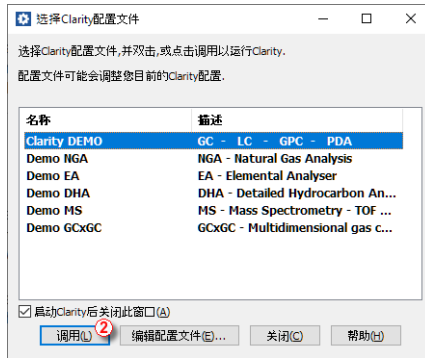 选择Clarity配置文件
选择Clarity配置文件,并双击,或点击调用以运行Clarity.
配置文件可能会调整您目前的Clarity配置.
名称 描述
Clarity DEMO GC - LC - GPC - PDA
Demo NGA NGA - Natural Gas Analysis
Demo EA EA - Elemental Analyser
Demo DHA DHA - Detailed Hydrocarbon An...
Demo MS MS - Mass Spectrometry - TOF ...
Demo GCxGC GCxGC - Multidimensional gas c...
启动Clarity后关闭此窗口(A)
调用(L) 2 编辑配置文件(E)... 关闭(C) 帮助(H)